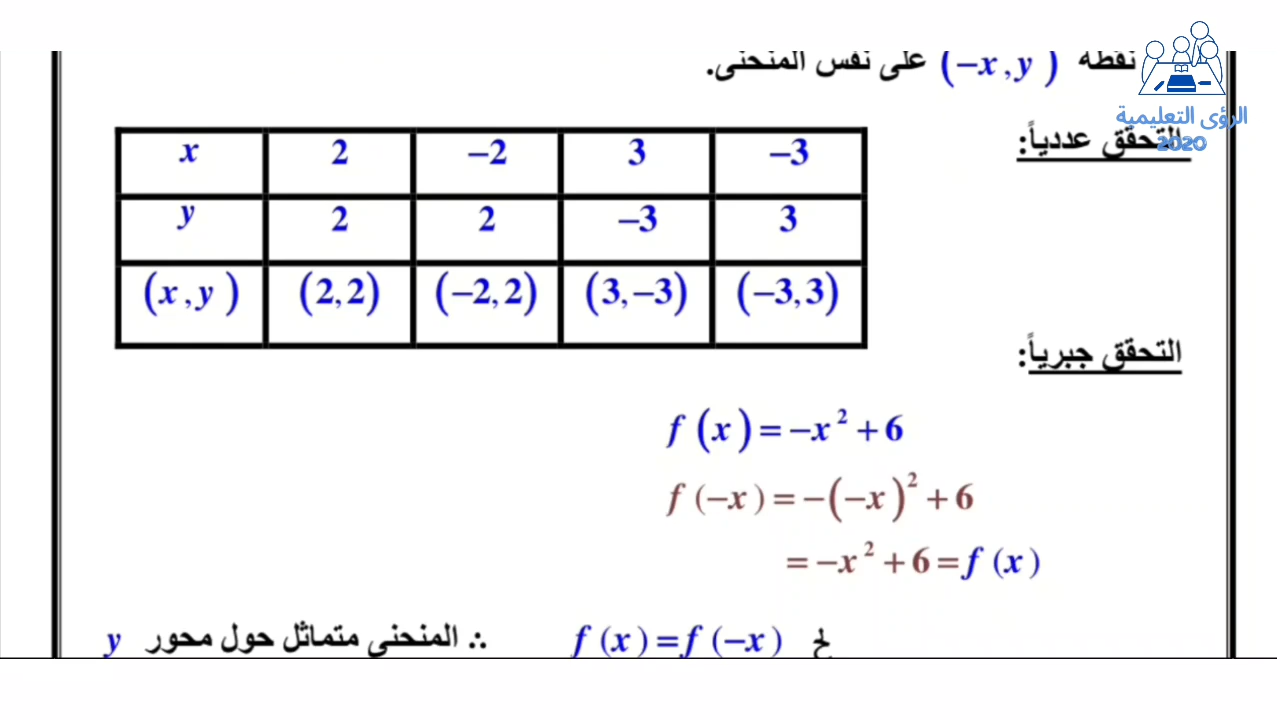 نقطة (−x , y) على نفس المنحنى.
الرؤى التعليمية
2020
التحقق عددياً:
x 2 −2 3 −3
y 2 2 −3 3
(x , y) (2, 2) (−2, 2) (3, −3) (−3, 3)
التحقق جبرياً:
f (x) = −x² + 6
f (−x) = −(−x)² + 6
= −x² + 6 = f (x)
f (x) = f (−x) ∴ المنحنى متماثل حول محور y